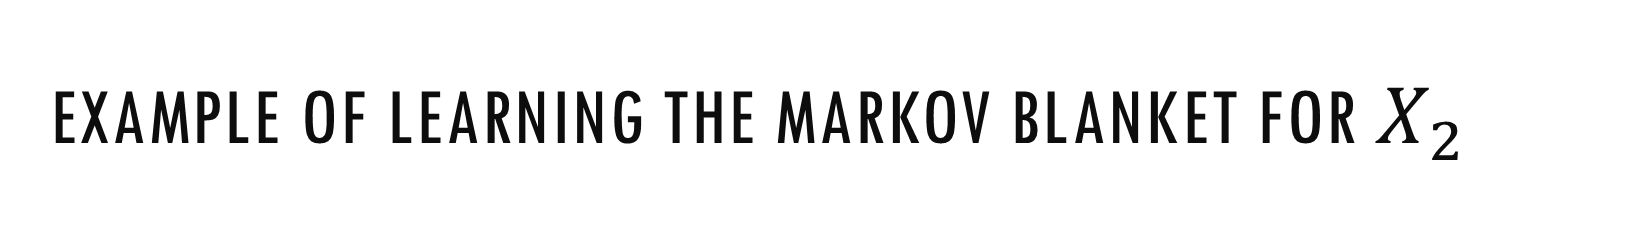 EXAMPLE OF LEARNING THE MARKOV BLANKET FOR X₂